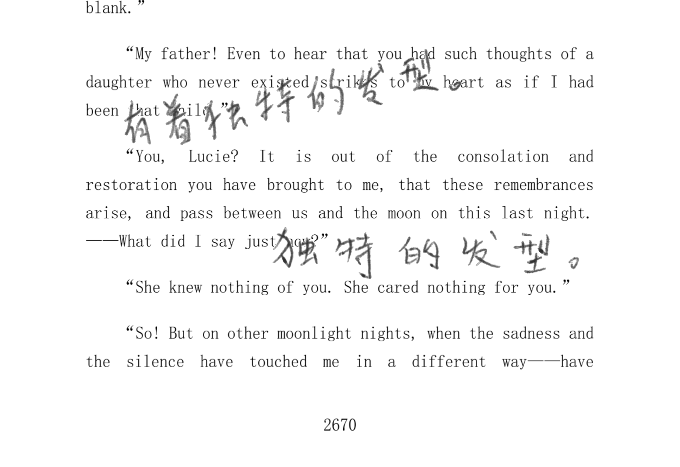 blank.”
“My father! Even to hear that you had such thoughts of a
daughter who never existed strikes to my heart as if I had
been that child.”
有着独特的发型。
“You, Lucie? It is out of the consolation and
restoration you have brought to me, that these remembrances
arise, and pass between us and the moon on this last night.
——What did I say just now?”
独特的发型。
“She knew nothing of you. She cared nothing for you.”
“So! But on other moonlight nights, when the sadness and
the silence have touched me in a different way——have
2670